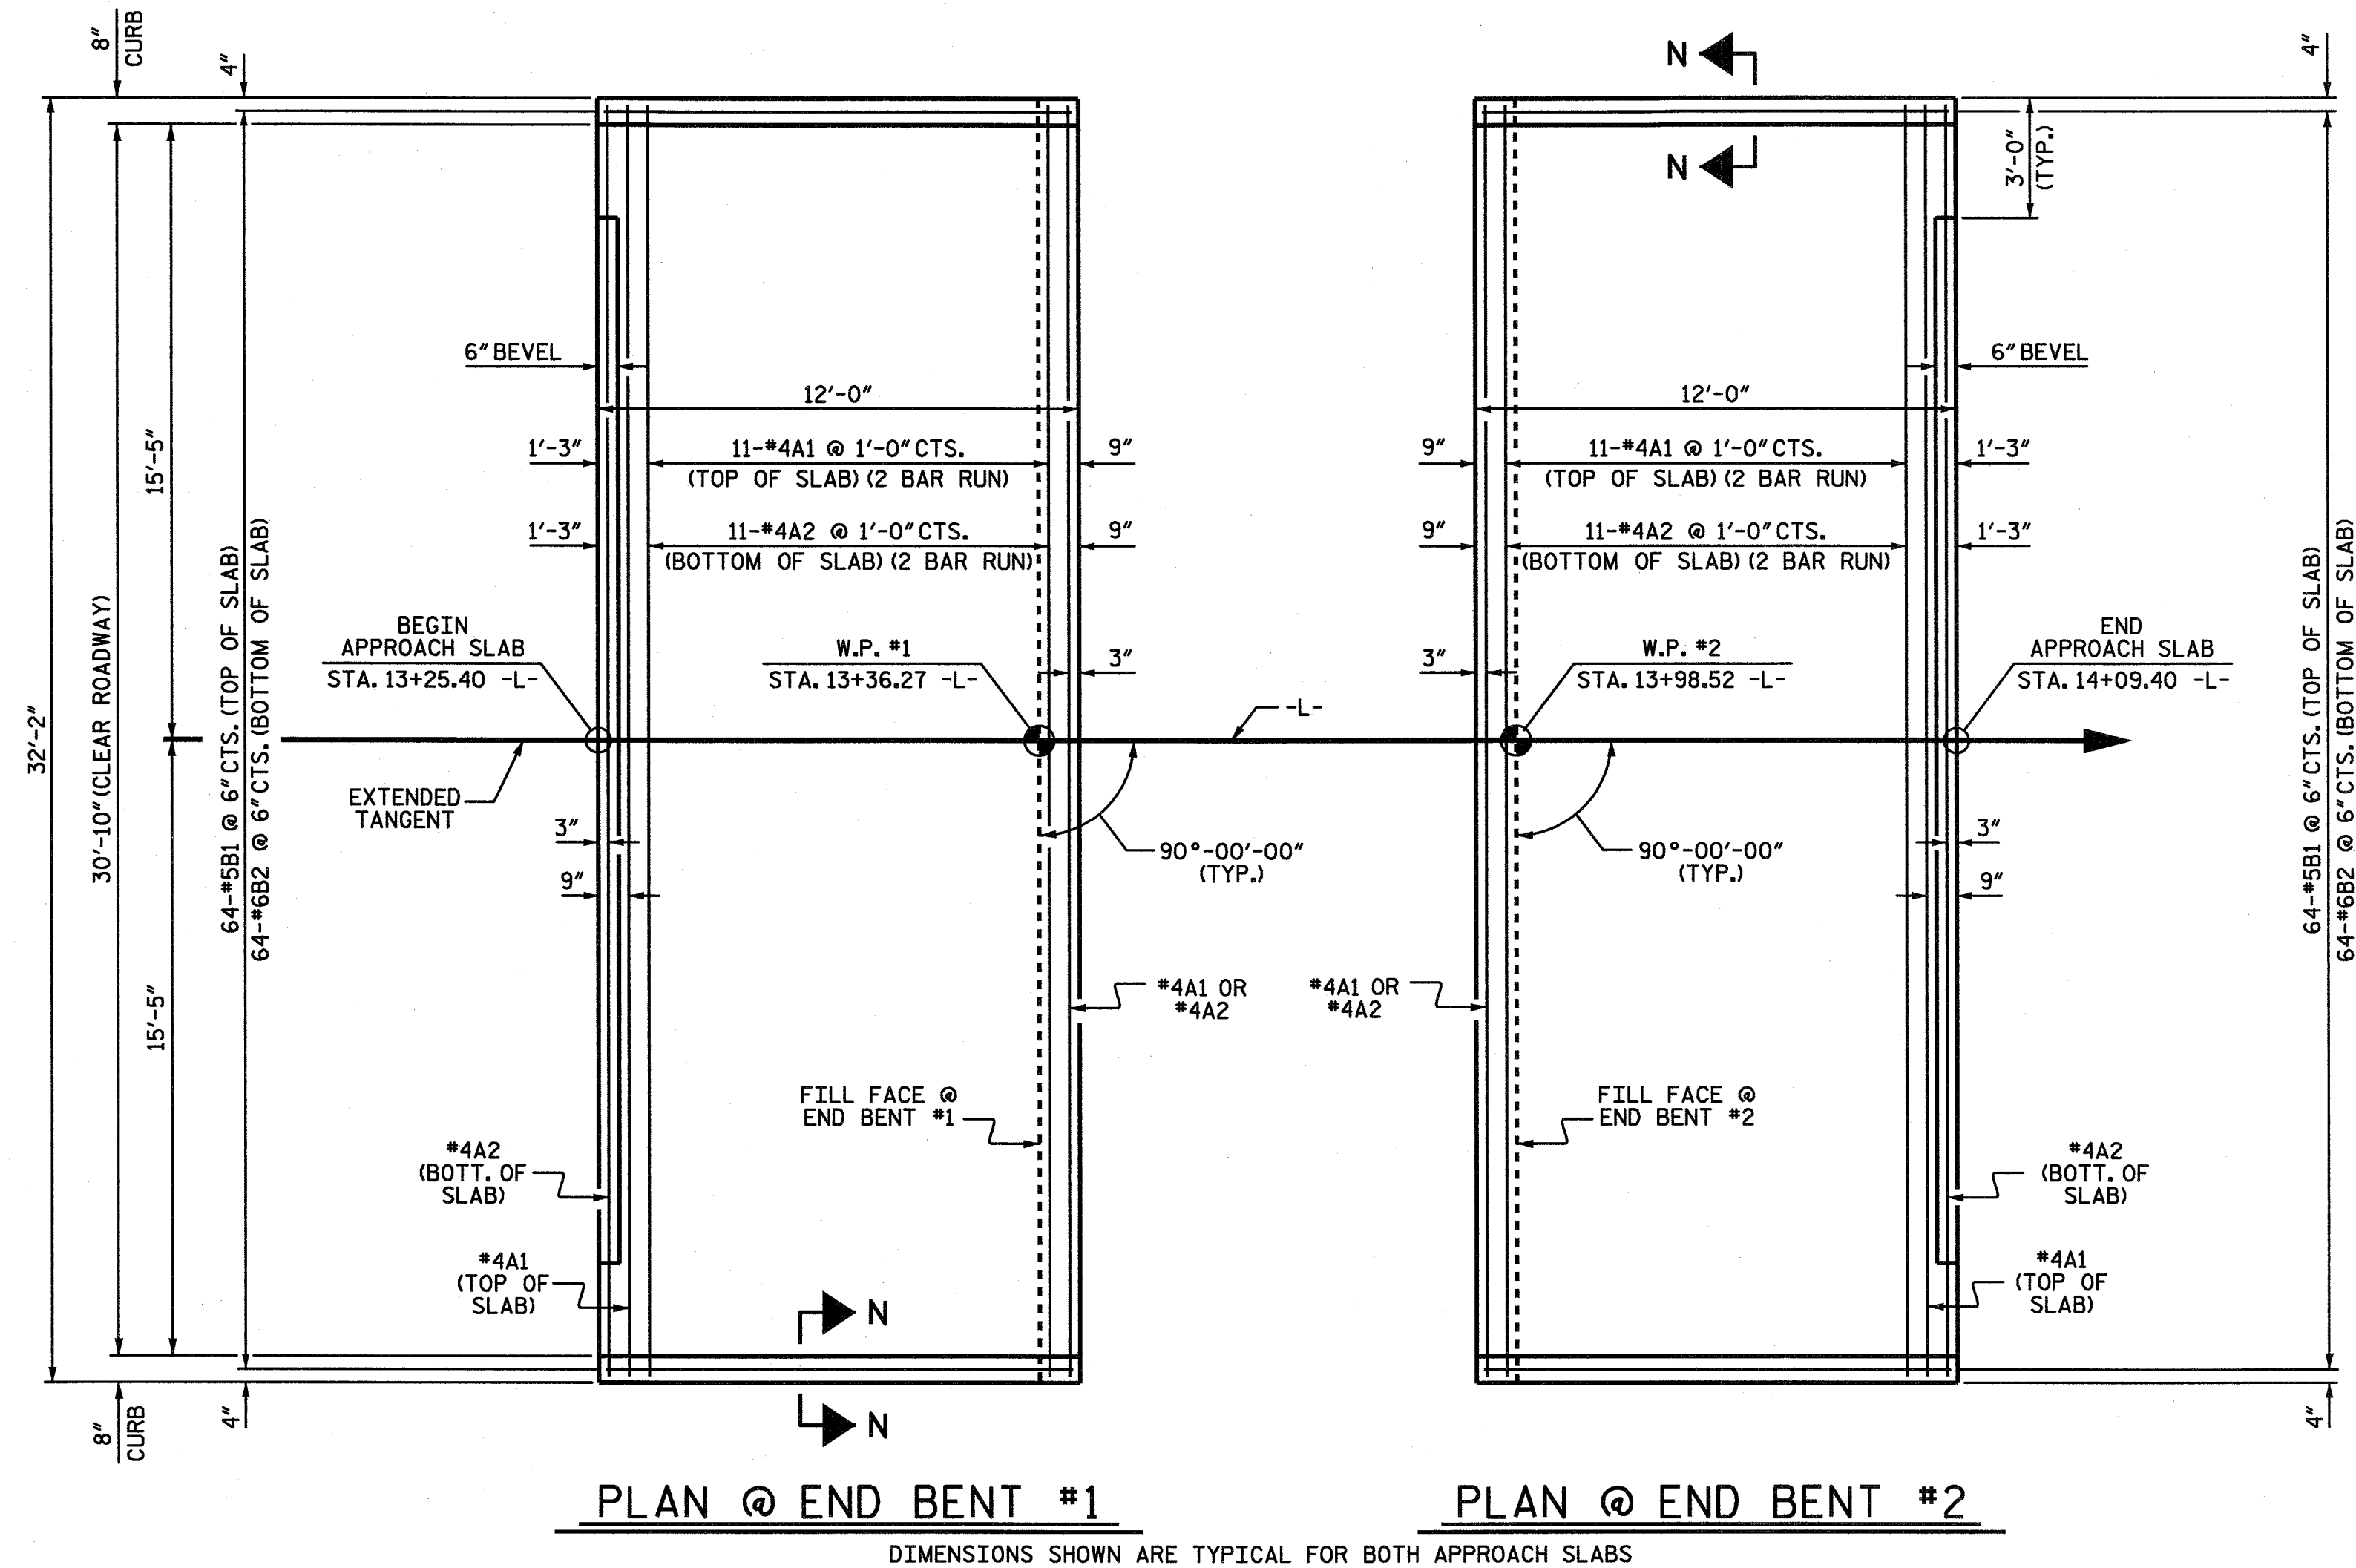 8" CURB
4"
32'-2"
30'-10" (CLEAR ROADWAY)
15'-5"
15'-5"
64-#5B1 @ 6" CTS. (TOP OF SLAB)
64-#6B2 @ 6" CTS. (BOTTOM OF SLAB)
8" CURB
4"
6" BEVEL
12'-0"
1'-3"
11-#4A1 @ 1'-0" CTS.
(TOP OF SLAB) (2 BAR RUN)
9"
1'-3"
11-#4A2 @ 1'-0" CTS.
(BOTTOM OF SLAB) (2 BAR RUN)
9"
BEGIN
APPROACH SLAB
STA. 13+25.40 -L-
W.P. #1
STA. 13+36.27 -L-
3"
EXTENDED
TANGENT
3"
9"
90°-00'-00"
(TYP.)
#4A1 OR
#4A2
FILL FACE @
END BENT #1
#4A2
(BOTT. OF
SLAB)
#4A1
(TOP OF
SLAB)
N
N
-L-
N
N
4"
3'-0"
(TYP.)
6" BEVEL
12'-0"
9"
11-#4A1 @ 1'-0" CTS.
(TOP OF SLAB) (2 BAR RUN)
1'-3"
9"
11-#4A2 @ 1'-0" CTS.
(BOTTOM OF SLAB) (2 BAR RUN)
1'-3"
3"
W.P. #2
STA. 13+98.52 -L-
END
APPROACH SLAB
STA. 14+09.40 -L-
90°-00'-00"
(TYP.)
3"
9"
#4A1 OR
#4A2
FILL FACE @
END BENT #2
#4A2
(BOTT. OF
SLAB)
#4A1
(TOP OF
SLAB)
64-#5B1 @ 6" CTS. (TOP OF SLAB)
64-#6B2 @ 6" CTS. (BOTTOM OF SLAB)
4"
PLAN @ END BENT #1
PLAN @ END BENT #2
DIMENSIONS SHOWN ARE TYPICAL FOR BOTH APPROACH SLABS